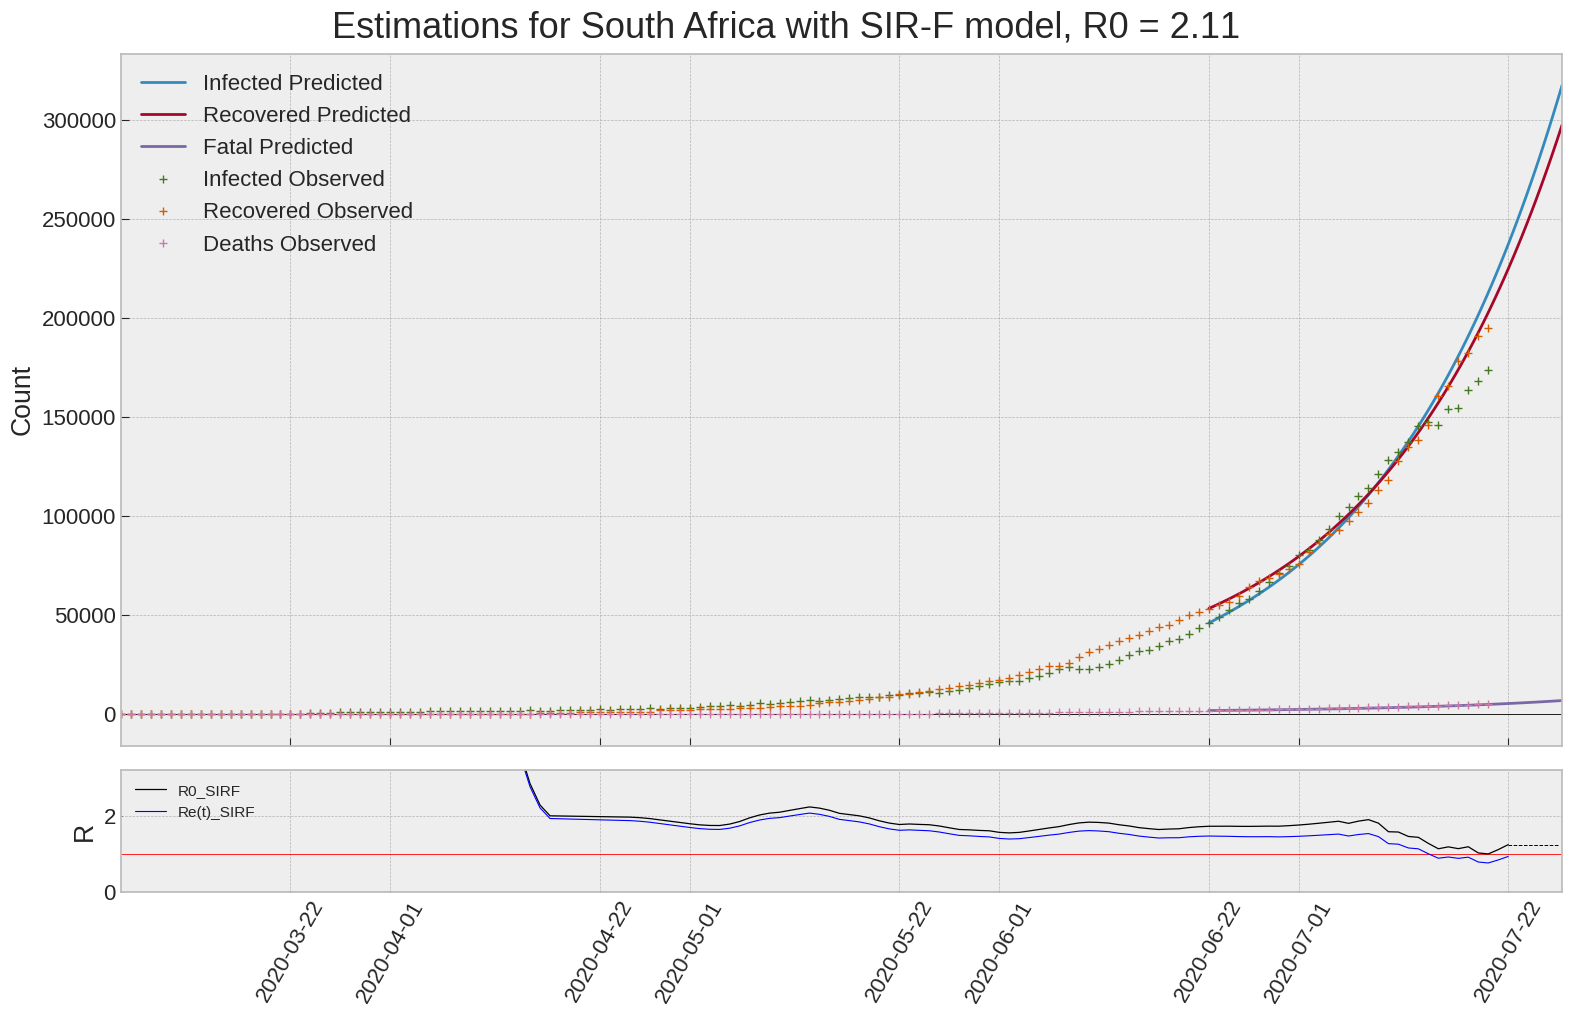 Estimations for South Africa with SIR-F model, R0 = 2.11
Infected Predicted
Recovered Predicted
Fatal Predicted
Infected Observed
Recovered Observed
Deaths Observed
300000
250000
200000
150000
100000
50000
0
Count
R0_SIRF
Re(t)_SIRF
2
0
R
2020-03-22
2020-04-01
2020-04-22
2020-05-01
2020-05-22
2020-06-01
2020-06-22
2020-07-01
2020-07-22